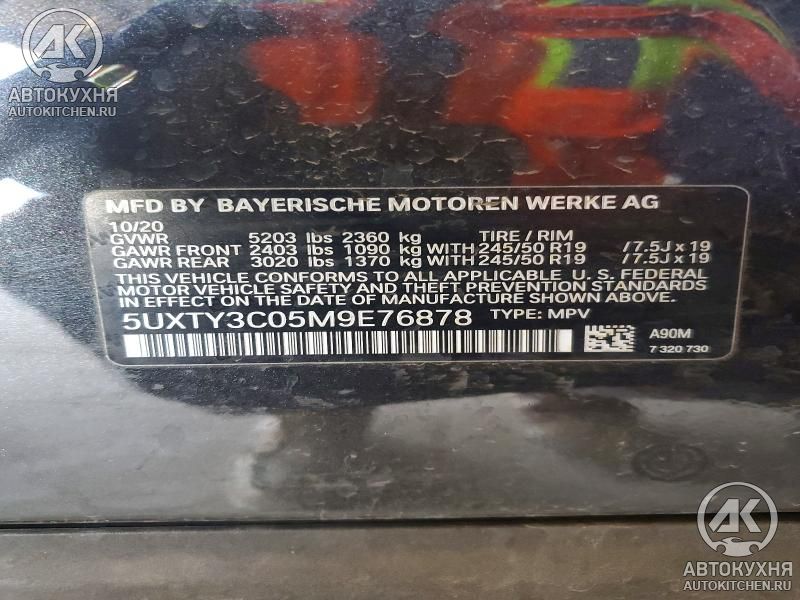 AK
АВТОКУХНЯ
AUTOKITCHEN.RU
MFD BY BAYERISCHE MOTOREN WERKE AG
10/20
GVWR 5203 lbs 2360 kg TIRE / RIM
GAWR FRONT 2403 lbs 1090 kg WITH 245/50 R19 /7.5J x 19
GAWR REAR 3020 lbs 1370 kg WITH 245/50 R19 /7.5J x 19
THIS VEHICLE CONFORMS TO ALL APPLICABLE U. S. FEDERAL
MOTOR VEHICLE SAFETY AND THEFT PREVENTION STANDARDS
IN EFFECT ON THE DATE OF MANUFACTURE SHOWN ABOVE.
5UXTY3C05M9E76878 TYPE: MPV
A90M
7 320 730
AK
АВТОКУХНЯ
AUTOKITCHEN.RU